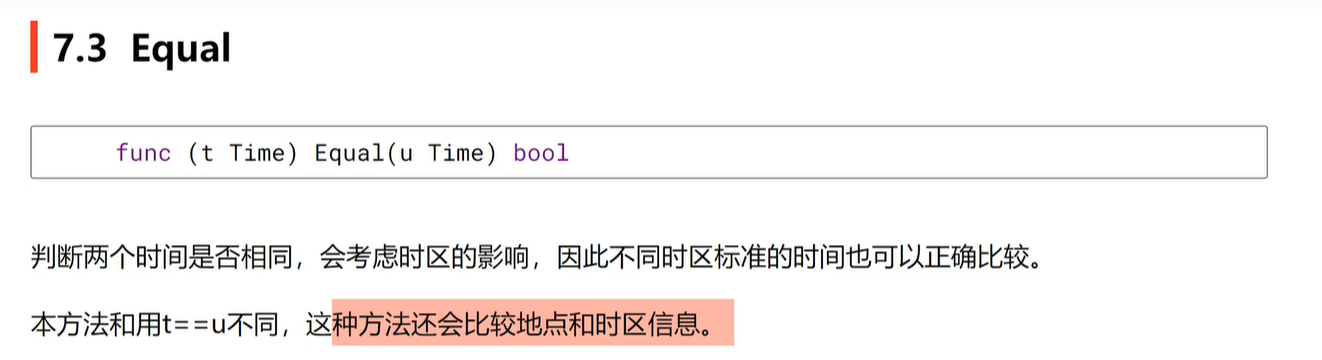 7.3 Equal
func (t Time) Equal(u Time) bool
判断两个时间是否相同，会考虑时区的影响，因此不同时区标准的时间也可以正确比较。
本方法和用t==u不同，这种方法还会比较地点和时区信息。